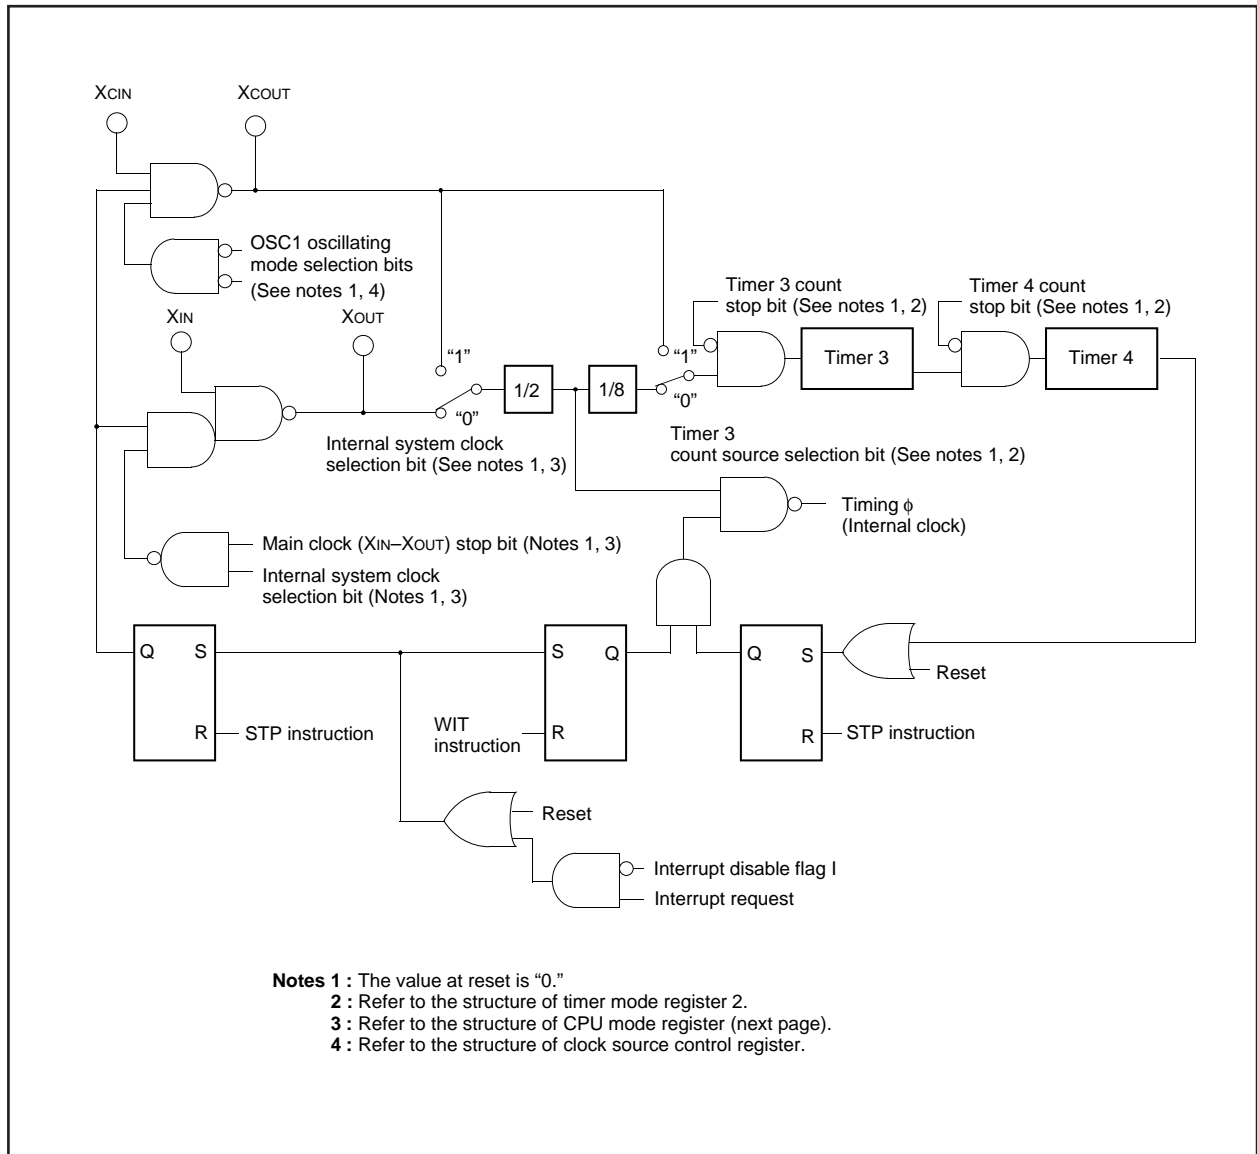 XCIN
XCOUT
OSC1 oscillating
mode selection bits
(See notes 1, 4)
XIN
XOUT
Timer 3 count
stop bit (See notes 1, 2)
Timer 4 count
stop bit (See notes 1, 2)
“1”
“0”
1/2
1/8
“1”
“0”
Timer 3
Timer 4
Internal system clock
selection bit (See notes 1, 3)
Timer 3
count source selection bit (See notes 1, 2)
Timing ϕ
(Internal clock)
Main clock (XIN–XOUT) stop bit (Notes 1, 3)
Internal system clock
selection bit (Notes 1, 3)
Q
S
R
STP instruction
S
Q
R
WIT
instruction
Q
S
R
Reset
STP instruction
Reset
Interrupt disable flag I
Interrupt request
Notes 1 : The value at reset is “0.”
2 : Refer to the structure of timer mode register 2.
3 : Refer to the structure of CPU mode register (next page).
4 : Refer to the structure of clock source control register.